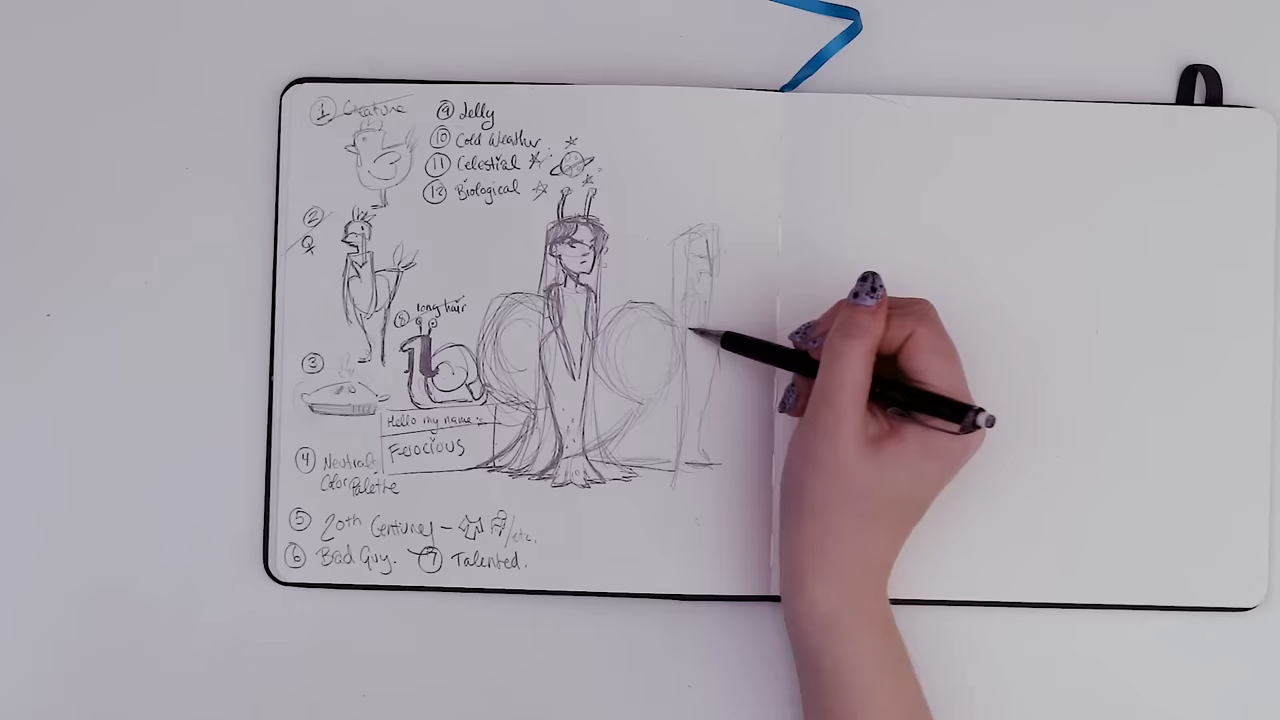 ① Creature
②
♀
③
④ Neutral
Color Palette
⑤ 20th Century - /etc.
⑥ Bad Guy. ⑦ Talented.
⑧ long hair
Hello my name is
Ferocious
⑨ Jelly
⑩ Cold Weather
⑪ Celestial
⑫ Biological